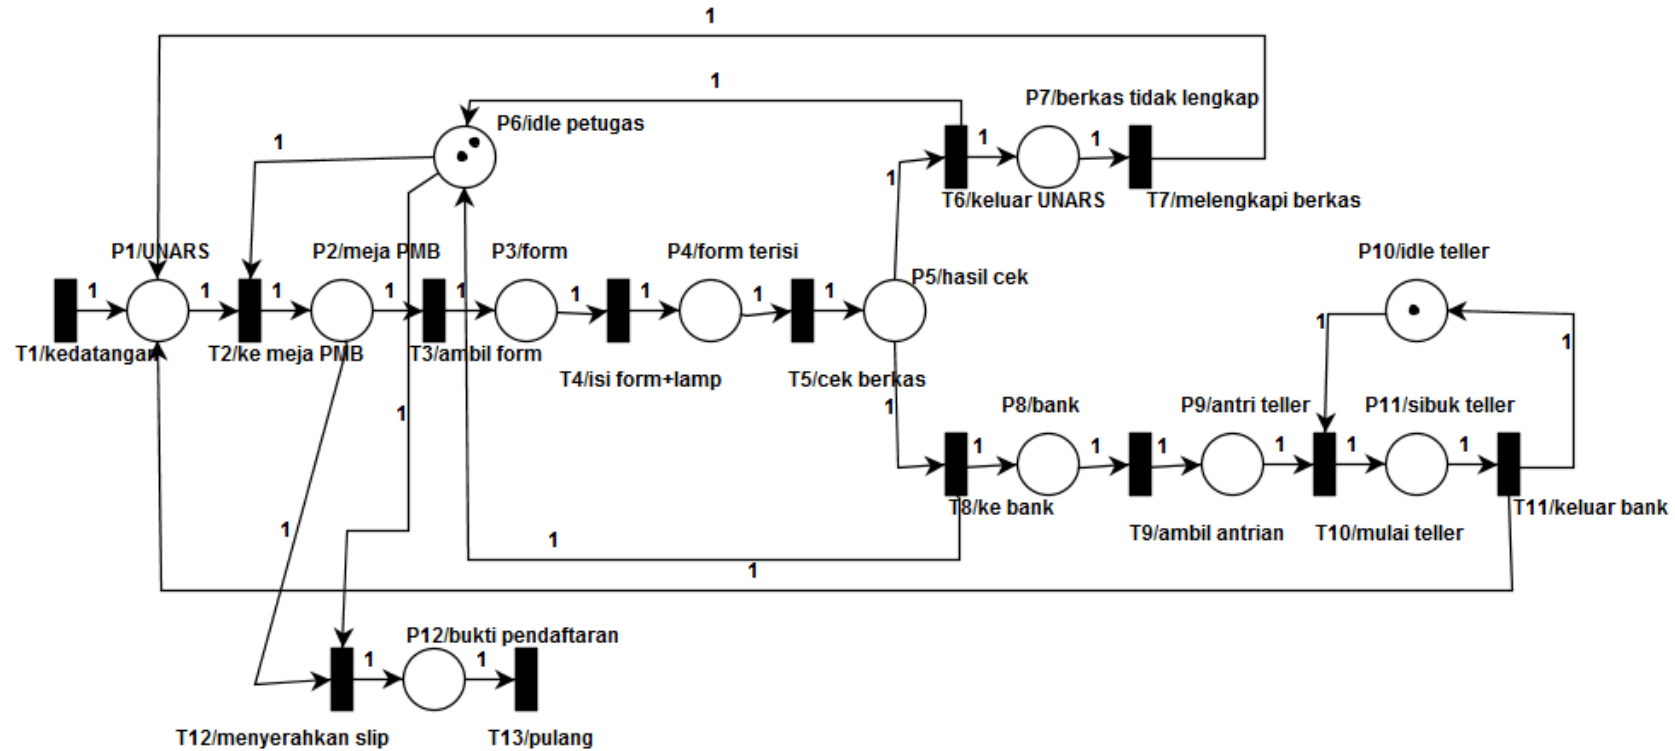 1
1
P7/berkas tidak lengkap
P6/idle petugas
1
1
1
1
T6/keluar UNARS
T7/melengkapi berkas
P1/UNARS
P2/meja PMB
P3/form
P4/form terisi
P10/idle teller
P5/hasil cek
1
1
1
1
1
1
1
1
1
1
1
T1/kedatangan
T2/ke meja PMB
T3/ambil form
T4/isi form+lamp
T5/cek berkas
1
1
P8/bank
P9/antri teller
P11/sibuk teller
1
1
1
1
1
1
T8/ke bank
T11/keluar bank
T9/ambil antrian
T10/mulai teller
1
1
1
P12/bukti pendaftaran
1
1
T12/menyerahkan slip
T13/pulang